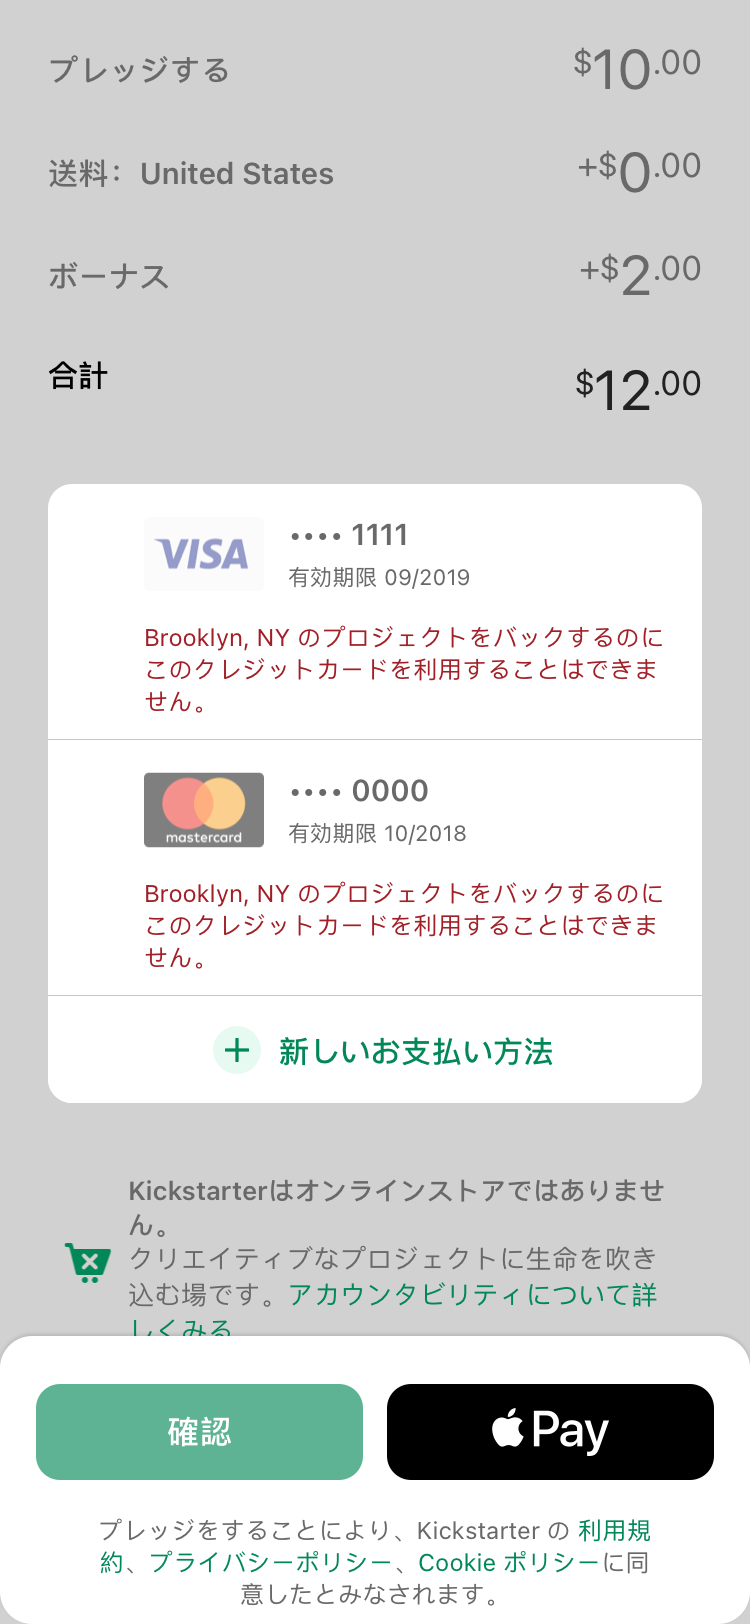 プレッジする $10.00
送料： United States +$0.00
ボーナス +$2.00
合計 $12.00
VISA •••• 1111
有効期限 09/2019
Brooklyn, NY のプロジェクトをバックするのに
このクレジットカードを利用することはできま
せん。
•••• 0000
有効期限 10/2018
mastercard
Brooklyn, NY のプロジェクトをバックするのに
このクレジットカードを利用することはできま
せん。
+ 新しいお支払い方法
Kickstarterはオンラインストアではありませ
ん。
クリエイティブなプロジェクトに生命を吹き
込む場です。アカウンタビリティについて詳
しくみる
確認
Pay
プレッジをすることにより、Kickstarter の 利用規
約、プライバシーポリシー、Cookie ポリシーに同
意したとみなされます。